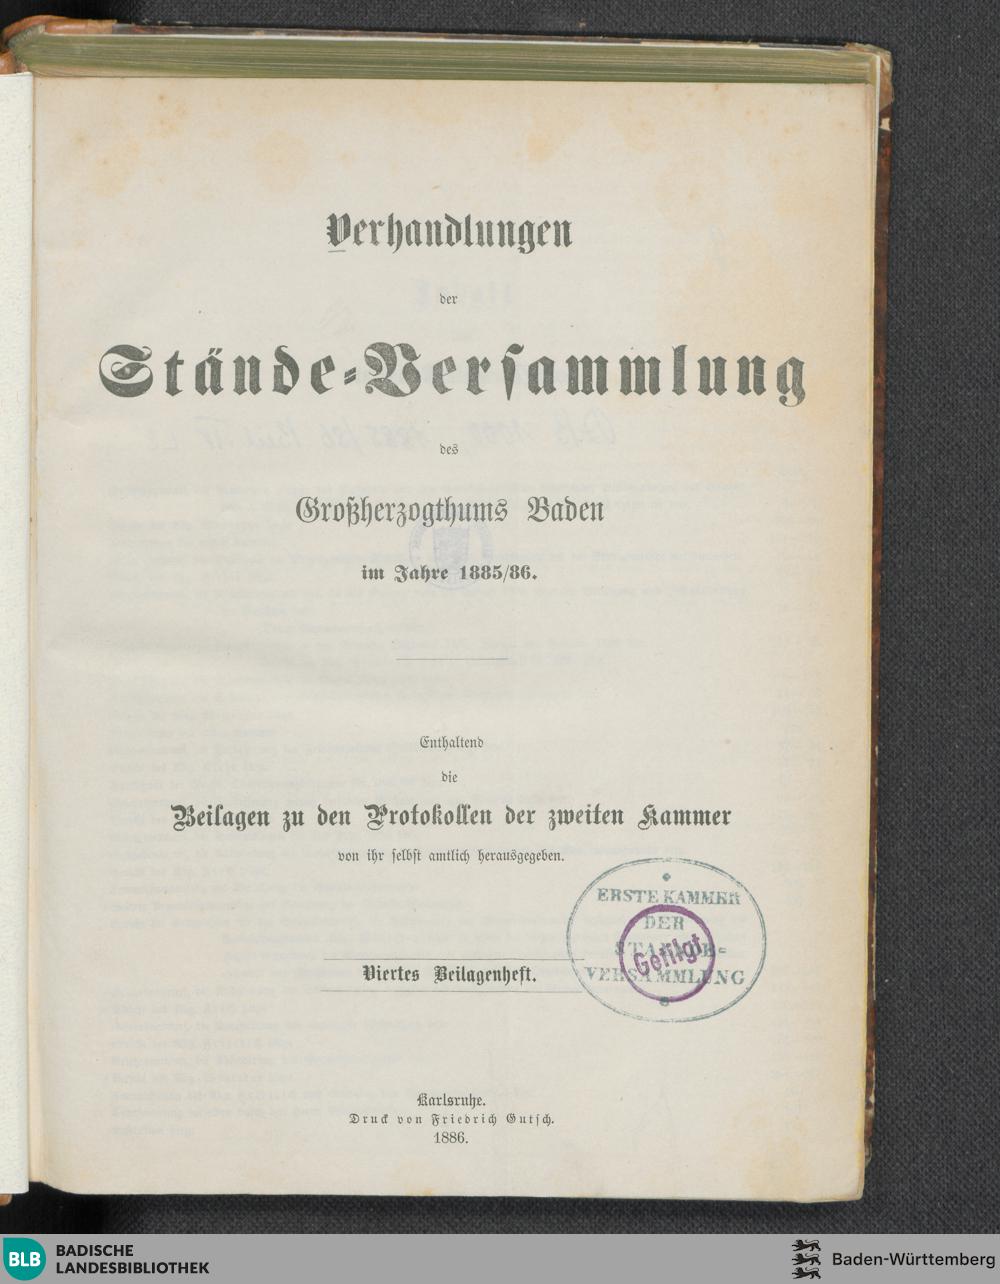 Verhandlungen
der
Stände-Versammlung
des
Großherzogthums Baden
im Jahre 1885/86.
Enthaltend
die
Beilagen zu den Protokollen der zweiten Kammer
von ihr selbst amtlich herausgegeben.
ERSTE KAMMER
DER
STAENDE-
VERSAMMLUNG
Getilgt
Viertes Beilagenheft.
Karlsruhe.
Druck von Friedrich Gutsch.
1886.
BLB BADISCHE
LANDESBIBLIOTHEK
Baden-Württemberg